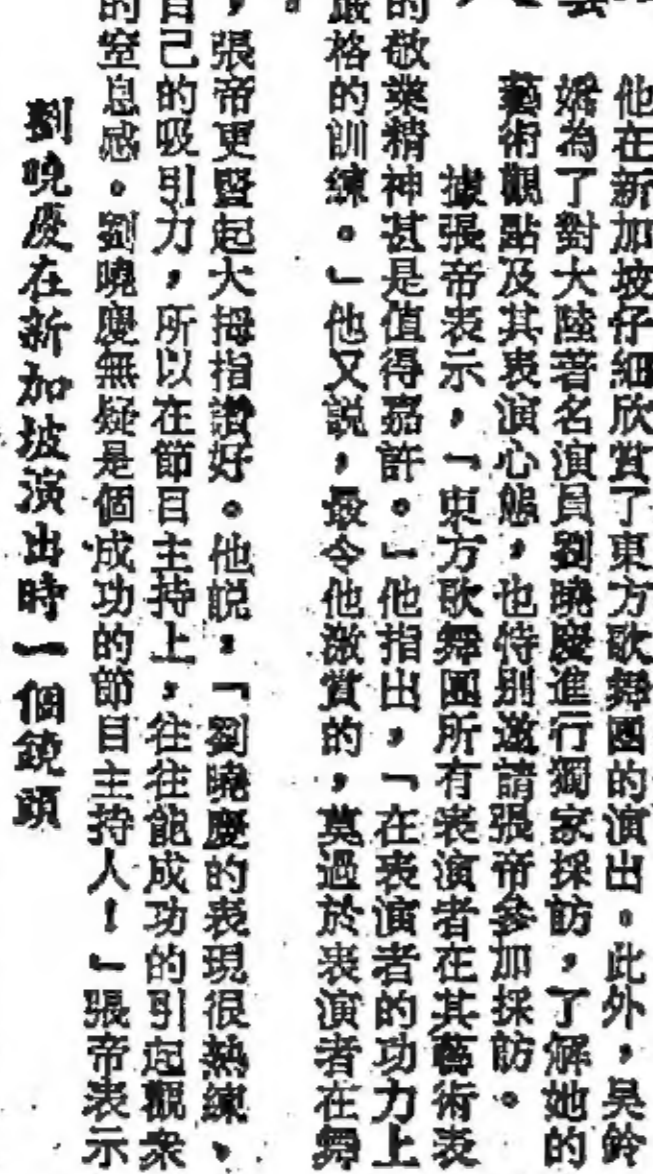 他在新加坡仔細欣賞了東方歌舞團的演出。此外,吳鈴
嬌為了對大陸著名演員劉曉慶進行獨家採訪,了解她的
藝術觀點及其表演心態,也特別邀請張帝參加採訪。
據張帝表示,「東方歌舞團所有表演者在其藝術表
的敬業精神甚是值得嘉許。」他指出,「在表演者的功力上
嚴格的訓練。」他又說,最令他激賞的,莫過於表演者在舞
。
,張帝更豎起大拇指讚好。他說:「劉曉慶的表現很熟練、
自己的吸引力,所以在節目主持上,往往能成功的引起觀眾
的窒息感。劉曉慶無疑是個成功的節目主持人!」張帝表示
劉曉慶在新加坡演出時一個鏡頭